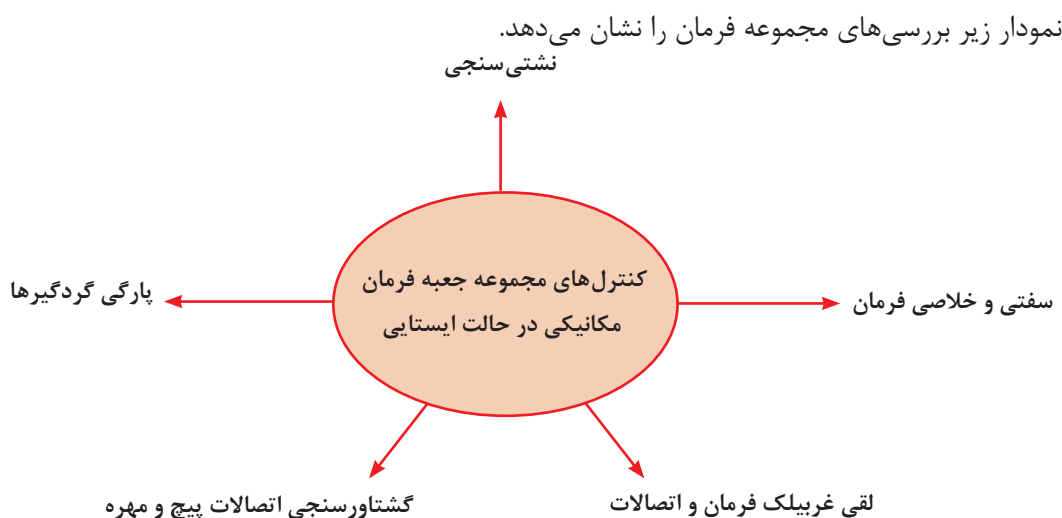 نمودار زیر بررسی‌های مجموعه فرمان را نشان می‌دهد.
نشتی‌سنجی
کنترل‌های مجموعه جعبه فرمان
مکانیکی در حالت ایستایی
سفتی و خلاصی فرمان
پارگی گردگیرها
لقی غربیلک فرمان و اتصالات
گشتاورسنجی اتصالات پیچ و مهره